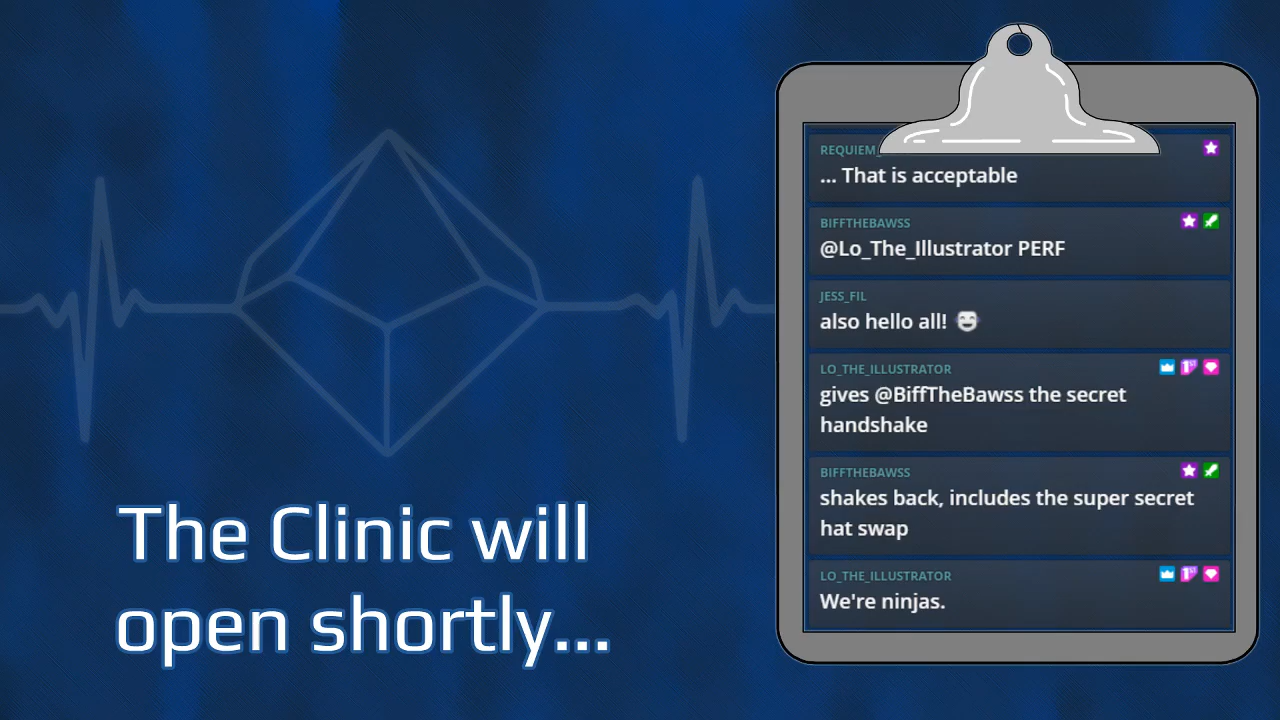 The Clinic will
open shortly...
REQUIEM_
... That is acceptable
BIFFTHEBAWSS
@Lo_The_Illustrator PERF
JESS_FIL
also hello all!
LO_THE_ILLUSTRATOR
gives @BiffTheBawss the secret
handshake
BIFFTHEBAWSS
shakes back, includes the super secret
hat swap
LO_THE_ILLUSTRATOR
We're ninjas.